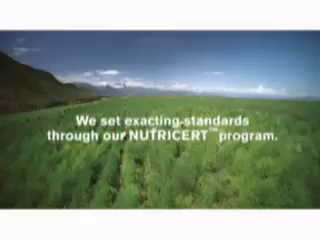 We set exacting standards
through our NUTRICERT™ program.